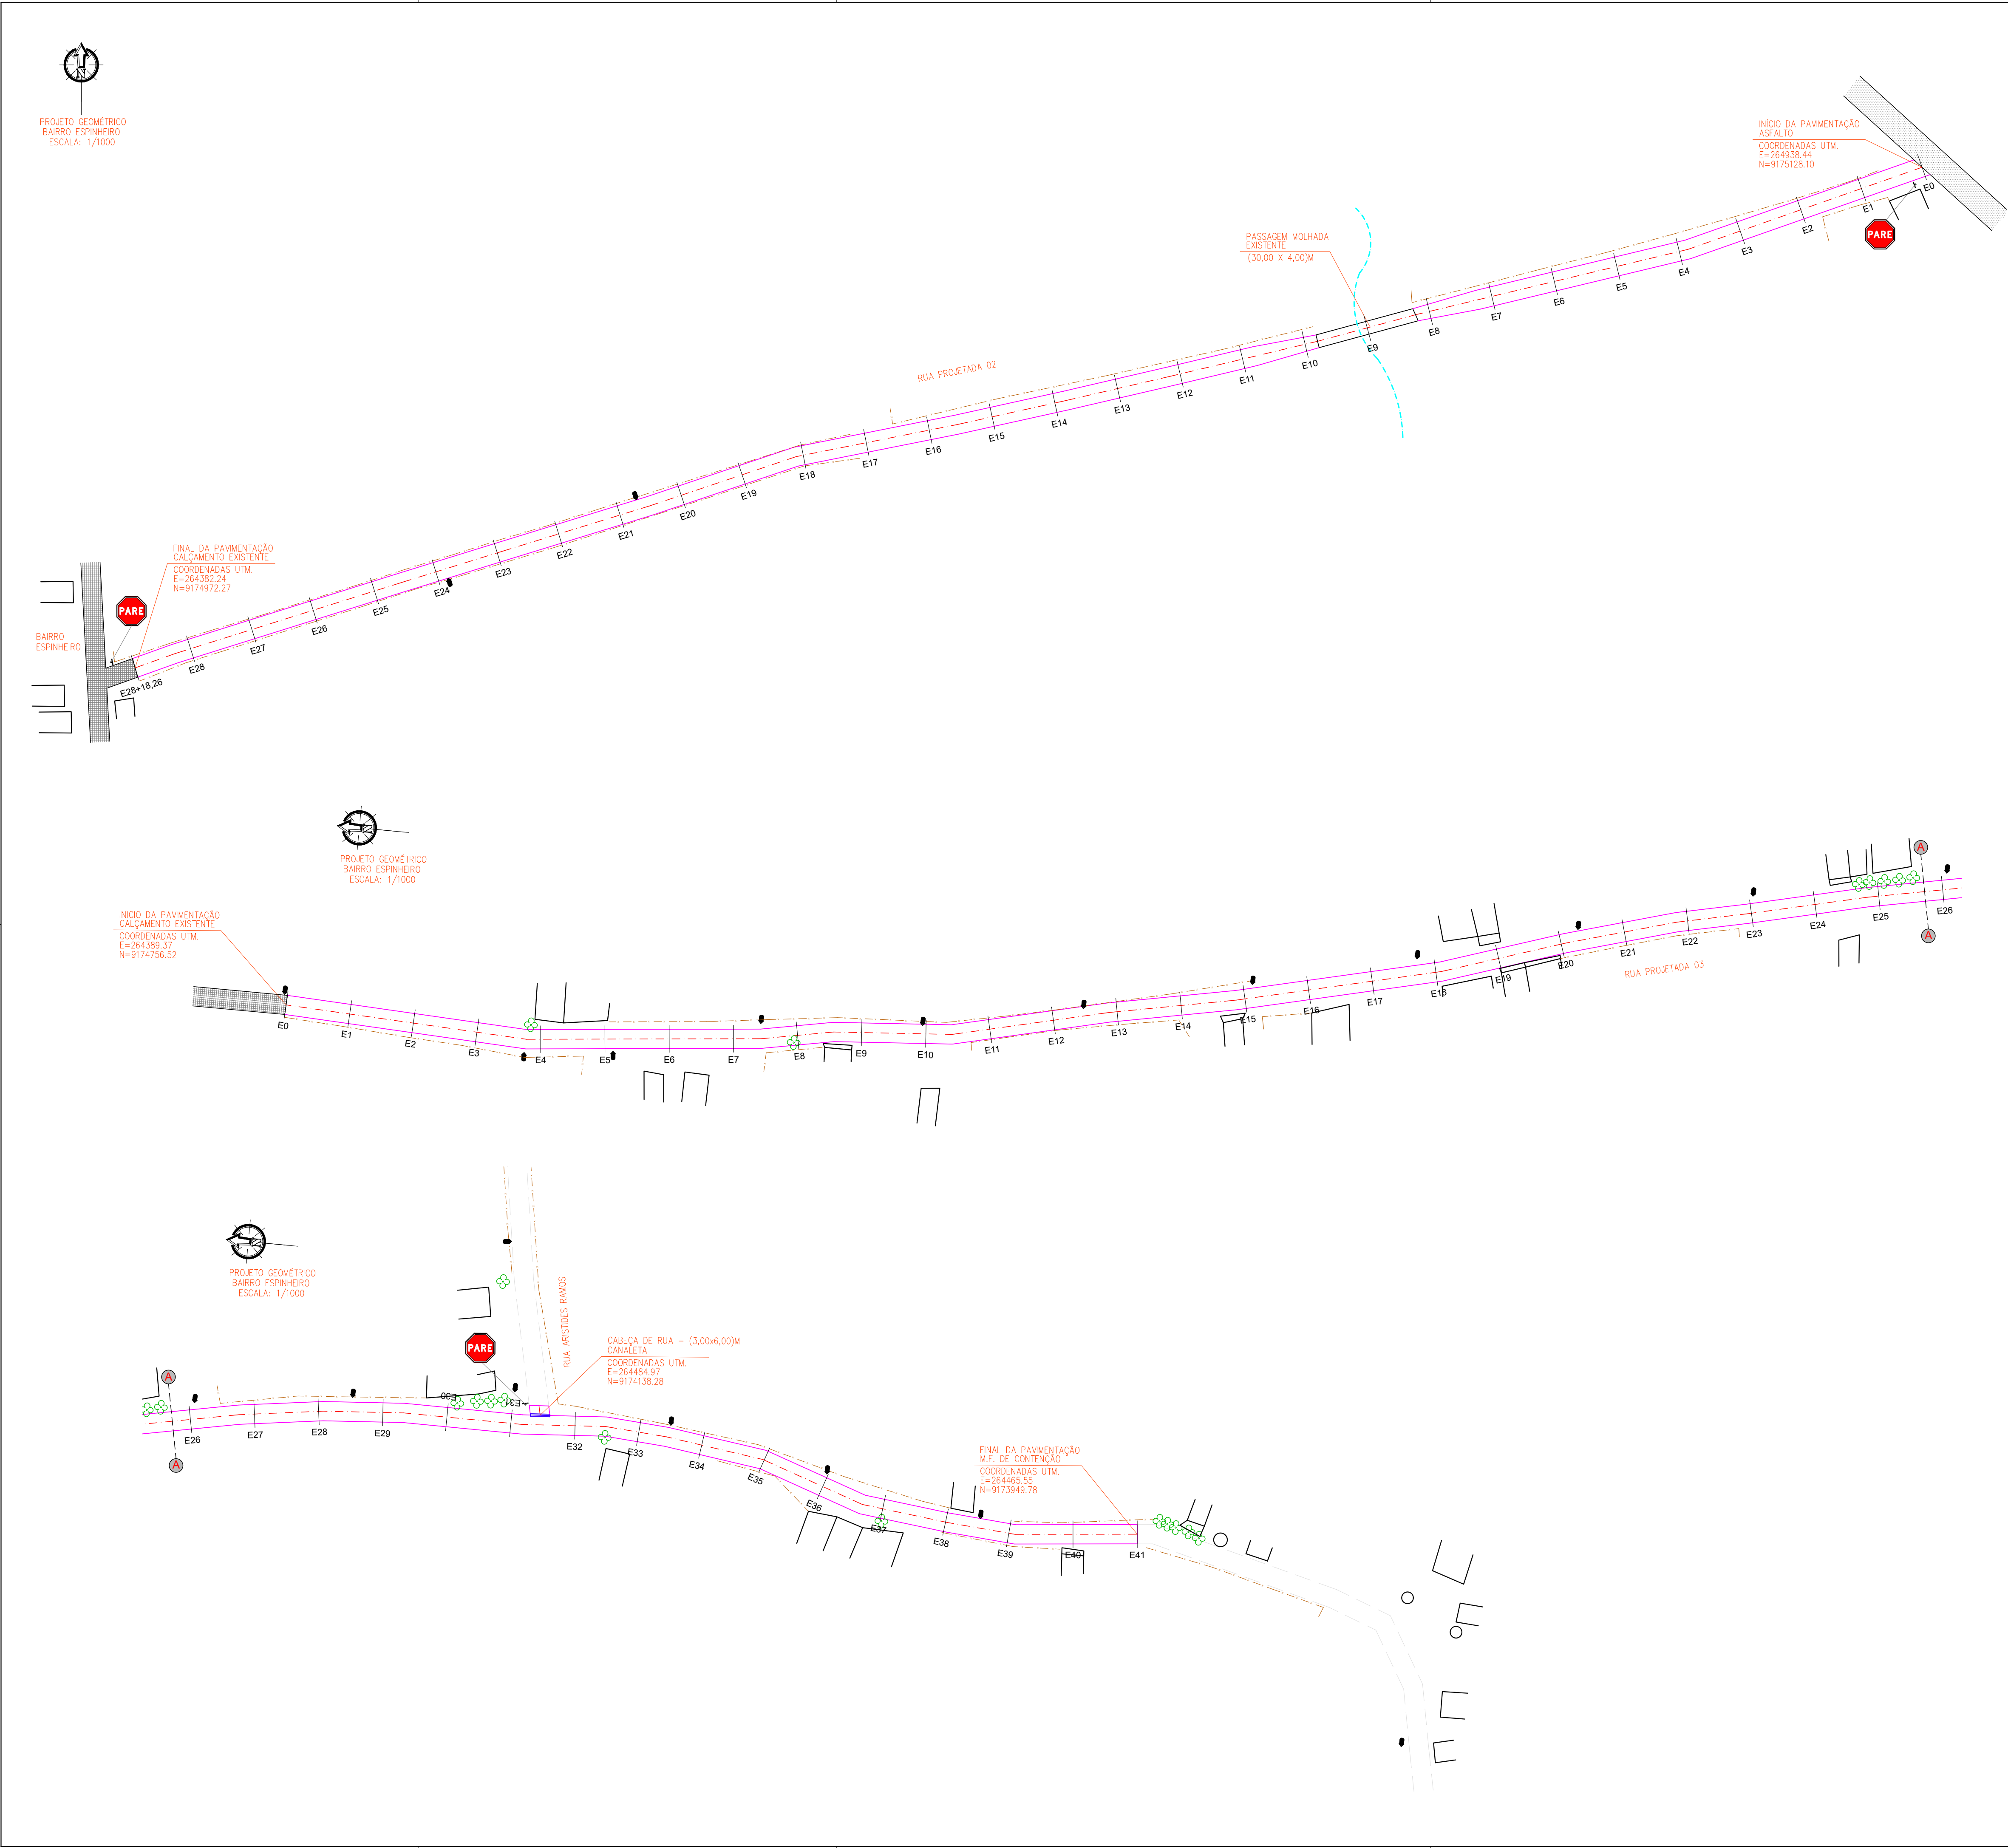 N
PROJETO GEOMÉTRICO
BAIRRO ESPINHEIRO
ESCALA: 1/1000
INÍCIO DA PAVIMENTAÇÃO
ASFALTO
COORDENADAS UTM.
E=264938.44
N=9175128.10
PARE
PASSAGEM MOLHADA
EXISTENTE
(30,00 X 4,00)M
RUA PROJETADA 02
E0
E1
E2
E3
E4
E5
E6
E7
E8
E9
E10
E11
E12
E13
E14
E15
E16
E17
E18
E19
E20
E21
E22
E23
E24
E25
E26
E27
E28
E28+18,26
FINAL DA PAVIMENTAÇÃO
CALÇAMENTO EXISTENTE
COORDENADAS UTM.
E=264382.24
N=9174972.27
PARE
BAIRRO
ESPINHEIRO
N
PROJETO GEOMÉTRICO
BAIRRO ESPINHEIRO
ESCALA: 1/1000
INICIO DA PAVIMENTAÇÃO
CALÇAMENTO EXISTENTE
COORDENADAS UTM.
E=264389.37
N=9174756.52
E0
E1
E2
E3
E4
E5
E6
E7
E8
E9
E10
E11
E12
E13
E14
E15
E16
E17
E18
E19
E20
E21
E22
E23
E24
E25
E26
RUA PROJETADA 03
A
A
N
PROJETO GEOMÉTRICO
BAIRRO ESPINHEIRO
ESCALA: 1/1000
RUA ARISTIDES RAMOS
PARE
CABEÇA DE RUA - (3,00x6,00)M
CANALETA
COORDENADAS UTM.
E=264484.97
N=9174138.28
A
A
E26
E27
E28
E29
E30
E31
E32
E33
E34
E35
E36
E37
E38
E39
E40
E41
FINAL DA PAVIMENTAÇÃO
M.F. DE CONTENÇÃO
COORDENADAS UTM.
E=264465.55
N=9173949.78